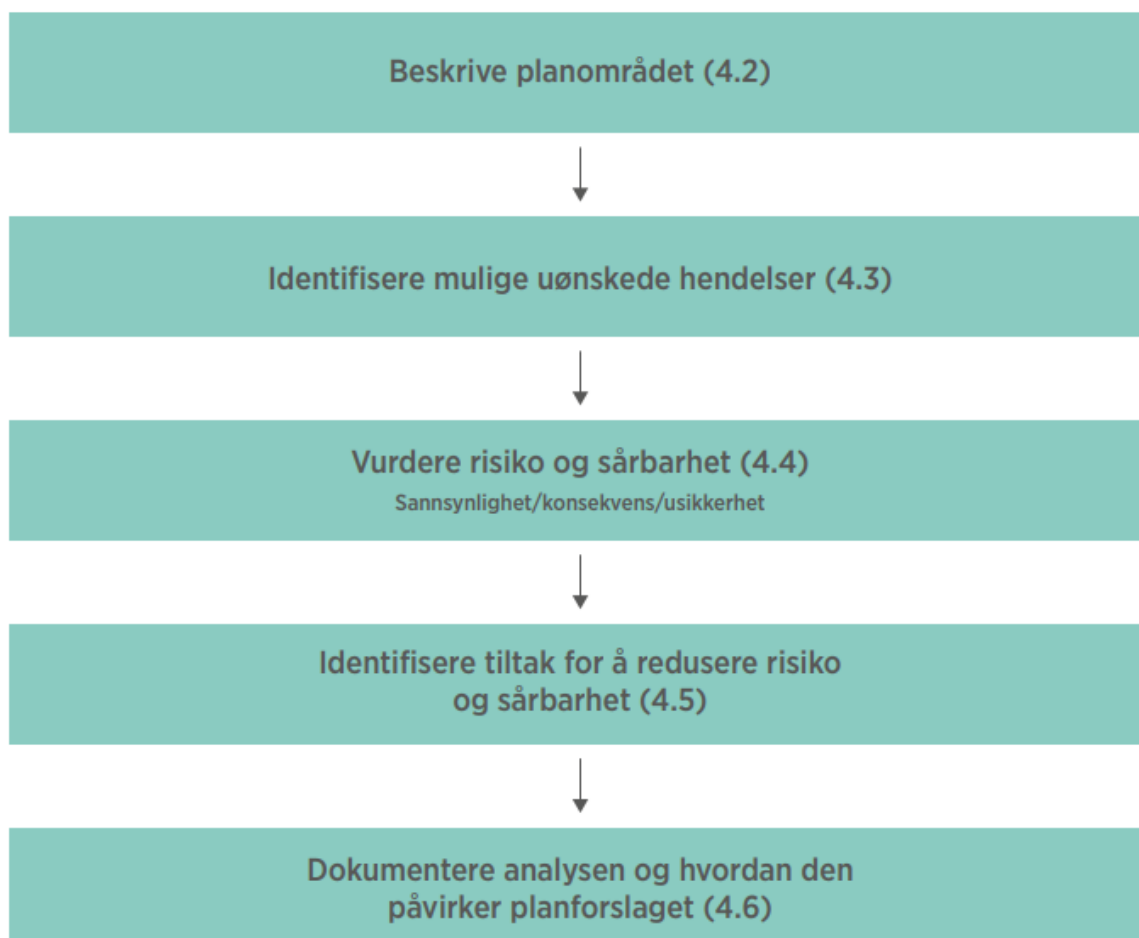 Beskrive planområdet (4.2)
Identifisere mulige uønskede hendelser (4.3)
Vurdere risiko og sårbarhet (4.4)
Sannsynlighet/konsekvens/usikkerhet
Identifisere tiltak for å redusere risiko
og sårbarhet (4.5)
Dokumentere analysen og hvordan den
påvirker planforslaget (4.6)